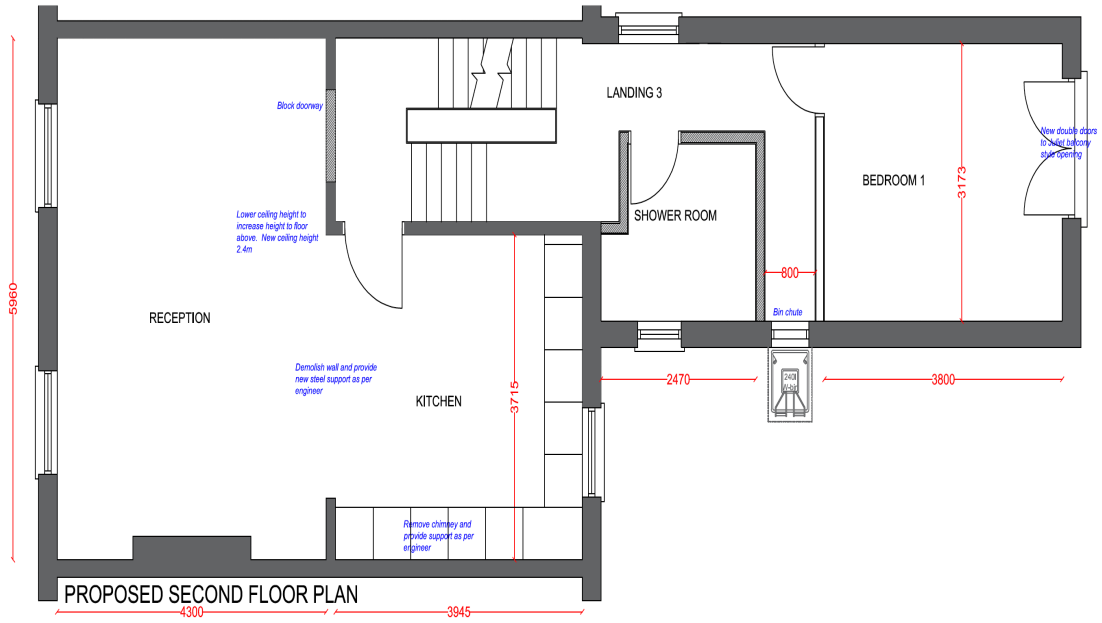 LANDING 3
Block doorway
New double doors
to Juliet balcony
style opening
BEDROOM 1
3173
Lower ceiling height to
increase height to floor
above. New ceiling height
2.4m
SHOWER ROOM
800
5960
RECEPTION
Bin chute
Demolish wall and provide
new steel support as per
engineer
2470
240l
W-bin
3800
KITCHEN
3715
Remove chimney and
provide support as per
engineer
PROPOSED SECOND FLOOR PLAN
4300
3945